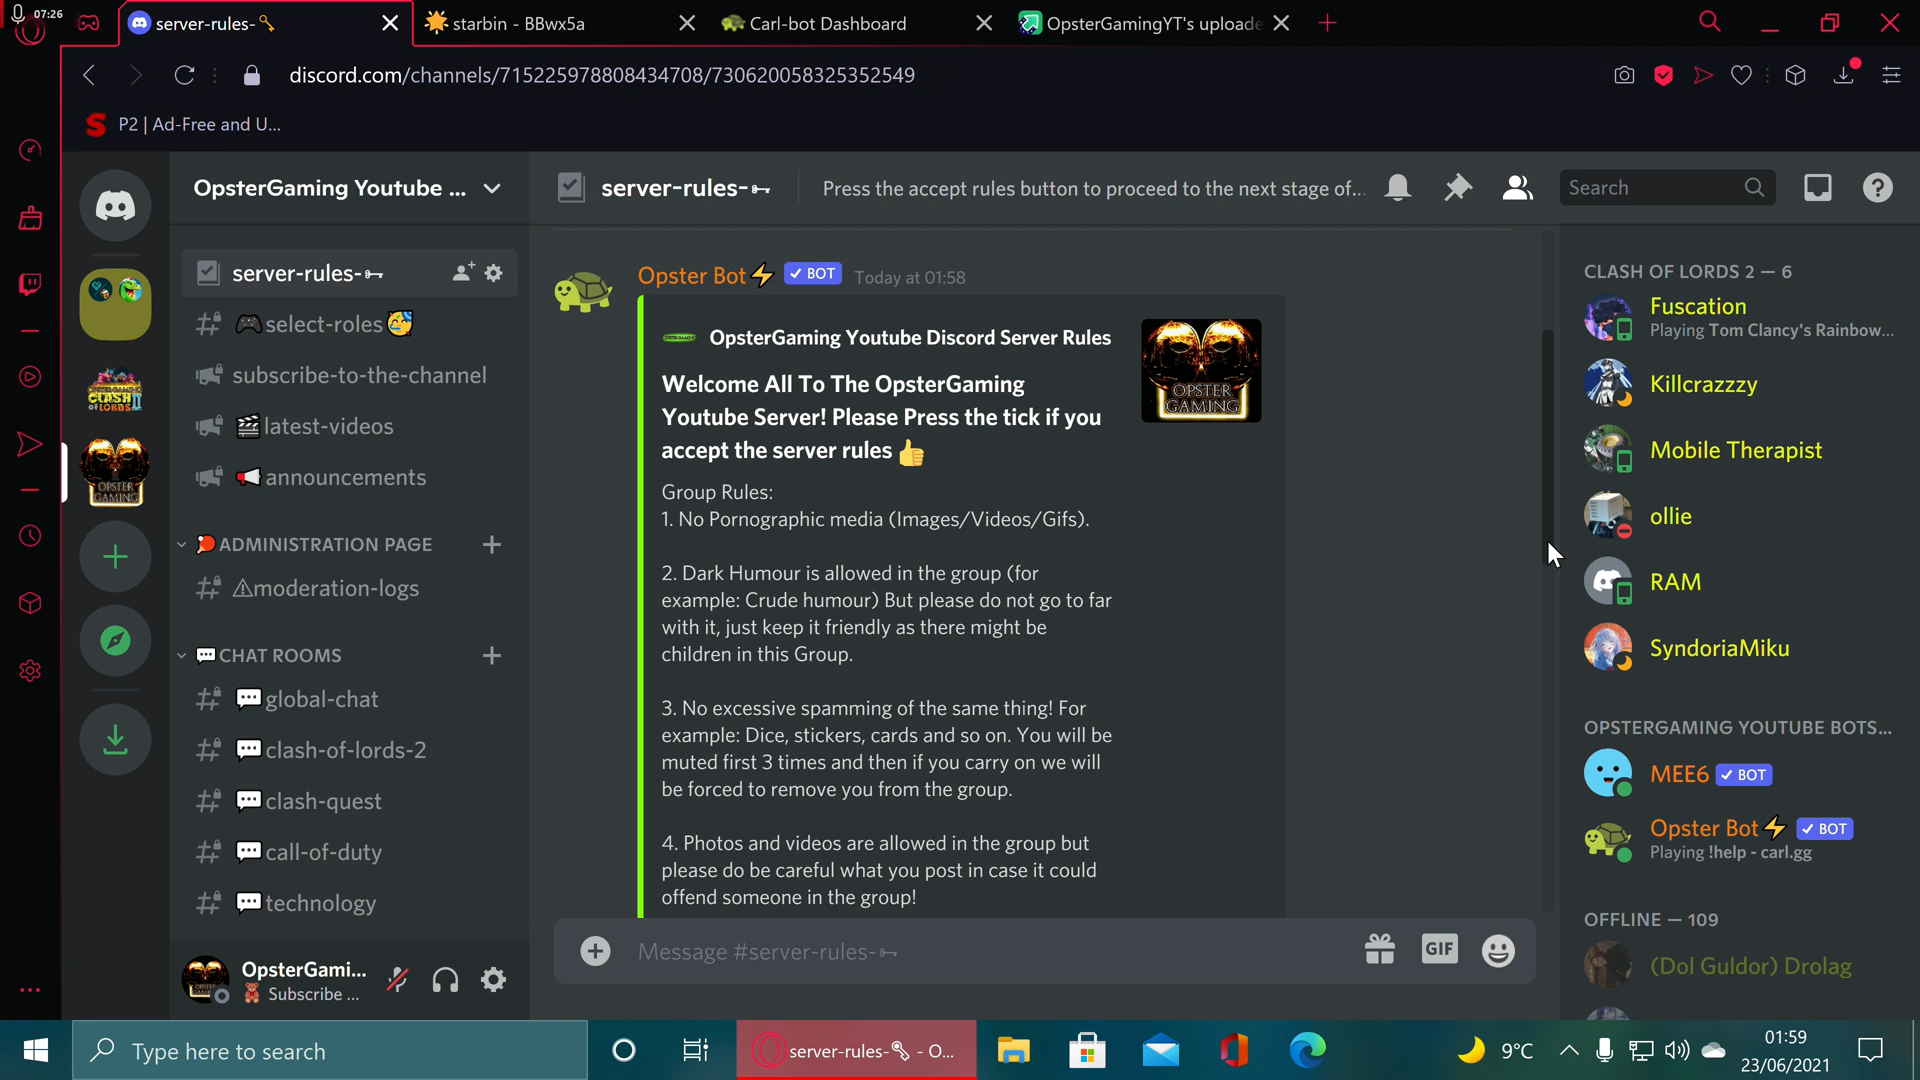 07:26
server-rules-
starbin - BBwx5a
Carl-bot Dashboard
OpsterGamingYT's uploade
discord.com/channels/715225978808434708/730620058325352549
P2 | Ad-Free and U...
OpsterGaming Youtube ...
server-rules-
Press the accept rules button to proceed to the next stage of...
Search
server-rules-
select-roles
subscribe-to-the-channel
latest-videos
announcements
ADMINISTRATION PAGE
moderation-logs
CHAT ROOMS
global-chat
clash-of-lords-2
clash-quest
call-of-duty
technology
OpsterGami...
Subscribe ...
Opster Bot⚡ ✓ BOT Today at 01:58
OpsterGaming Youtube Discord Server Rules
Welcome All To The OpsterGaming
Youtube Server! Please Press the tick if you
accept the server rules 👍
OPSTER
GAMING
Group Rules:
1. No Pornographic media (Images/Videos/Gifs).
2. Dark Humour is allowed in the group (for
example: Crude humour) But please do not go to far
with it, just keep it friendly as there might be
children in this Group.
3. No excessive spamming of the same thing! For
example: Dice, stickers, cards and so on. You will be
muted first 3 times and then if you carry on we will
be forced to remove you from the group.
4. Photos and videos are allowed in the group but
please do be careful what you post in case it could
offend someone in the group!
Message #server-rules-
GIF
CLASH OF LORDS 2 — 6
Fuscation
Playing Tom Clancy's Rainbow...
Killcrazzzy
Mobile Therapist
ollie
RAM
SyndoriaMiku
OPSTERGAMING YOUTUBE BOTS...
MEE6 ✓ BOT
Opster Bot⚡ ✓ BOT
Playing !help - carl.gg
OFFLINE — 109
(Dol Guldor) Drolag
Type here to search
server-rules- - O...
9°C
01:59
23/06/2021